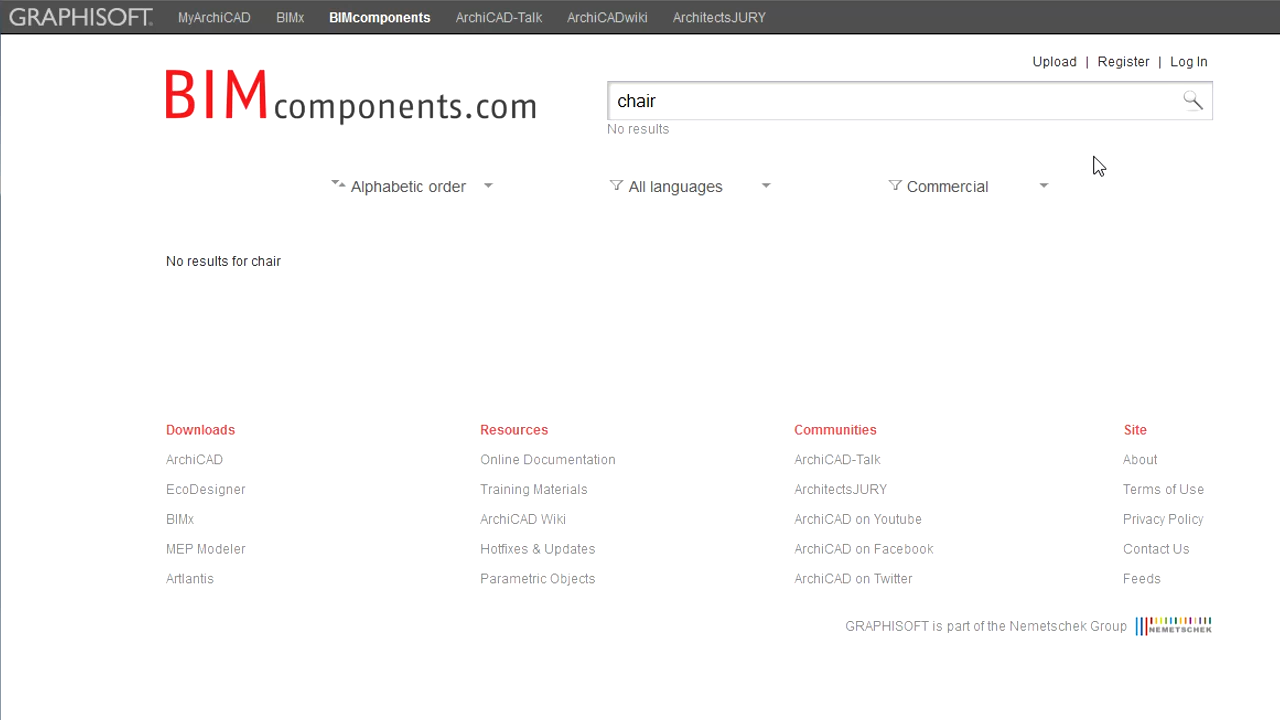 GRAPHISOFT. MyArchiCAD BIMx BIMcomponents ArchiCAD-Talk ArchiCADwiki ArchitectsJURY
Upload | Register | Log In
BIMcomponents.com
chair
No results
Alphabetic order All languages Commercial
No results for chair
Downloads Resources Communities Site
ArchiCAD Online Documentation ArchiCAD-Talk About
EcoDesigner Training Materials ArchitectsJURY Terms of Use
BIMx ArchiCAD Wiki ArchiCAD on Youtube Privacy Policy
MEP Modeler Hotfixes & Updates ArchiCAD on Facebook Contact Us
Artlantis Parametric Objects ArchiCAD on Twitter Feeds
GRAPHISOFT is part of the Nemetschek Group NEMETSCHEK